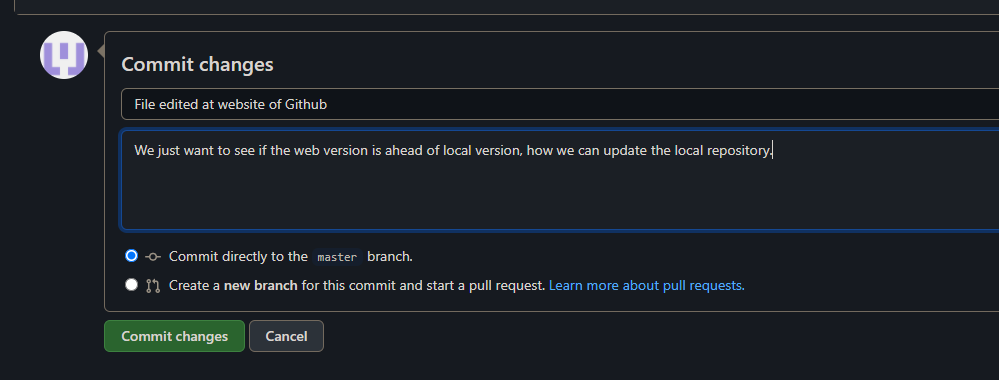 Commit changes
File edited at website of Github
We just want to see if the web version is ahead of local version, how we can update the local repository.
Commit directly to the master branch.
Create a new branch for this commit and start a pull request. Learn more about pull requests.
Commit changes Cancel